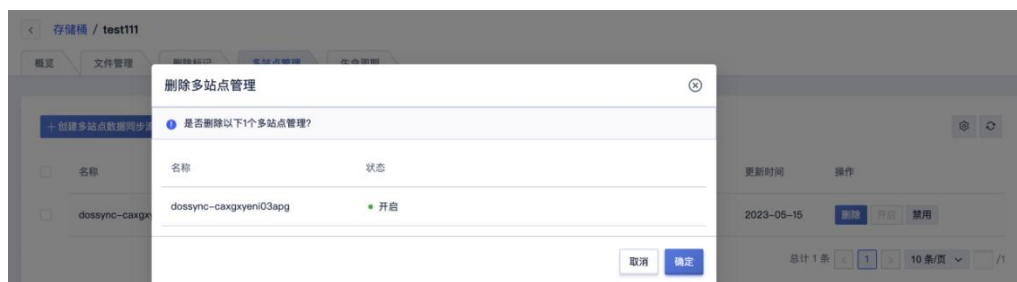 存储桶 / test111
概览 文件管理 删除标记 多站点管理 生命周期
删除多站点管理
+ 创建多站点数据同步
是否删除以下1个多站点管理?
名称 名称 状态 更新时间 操作
dossync-caxgx dossync-caxgxyeni03apg 开启 2023-05-15 删除 开启 禁用
取消 确定
总计 1 条 < 1 > 10 条/页 /1